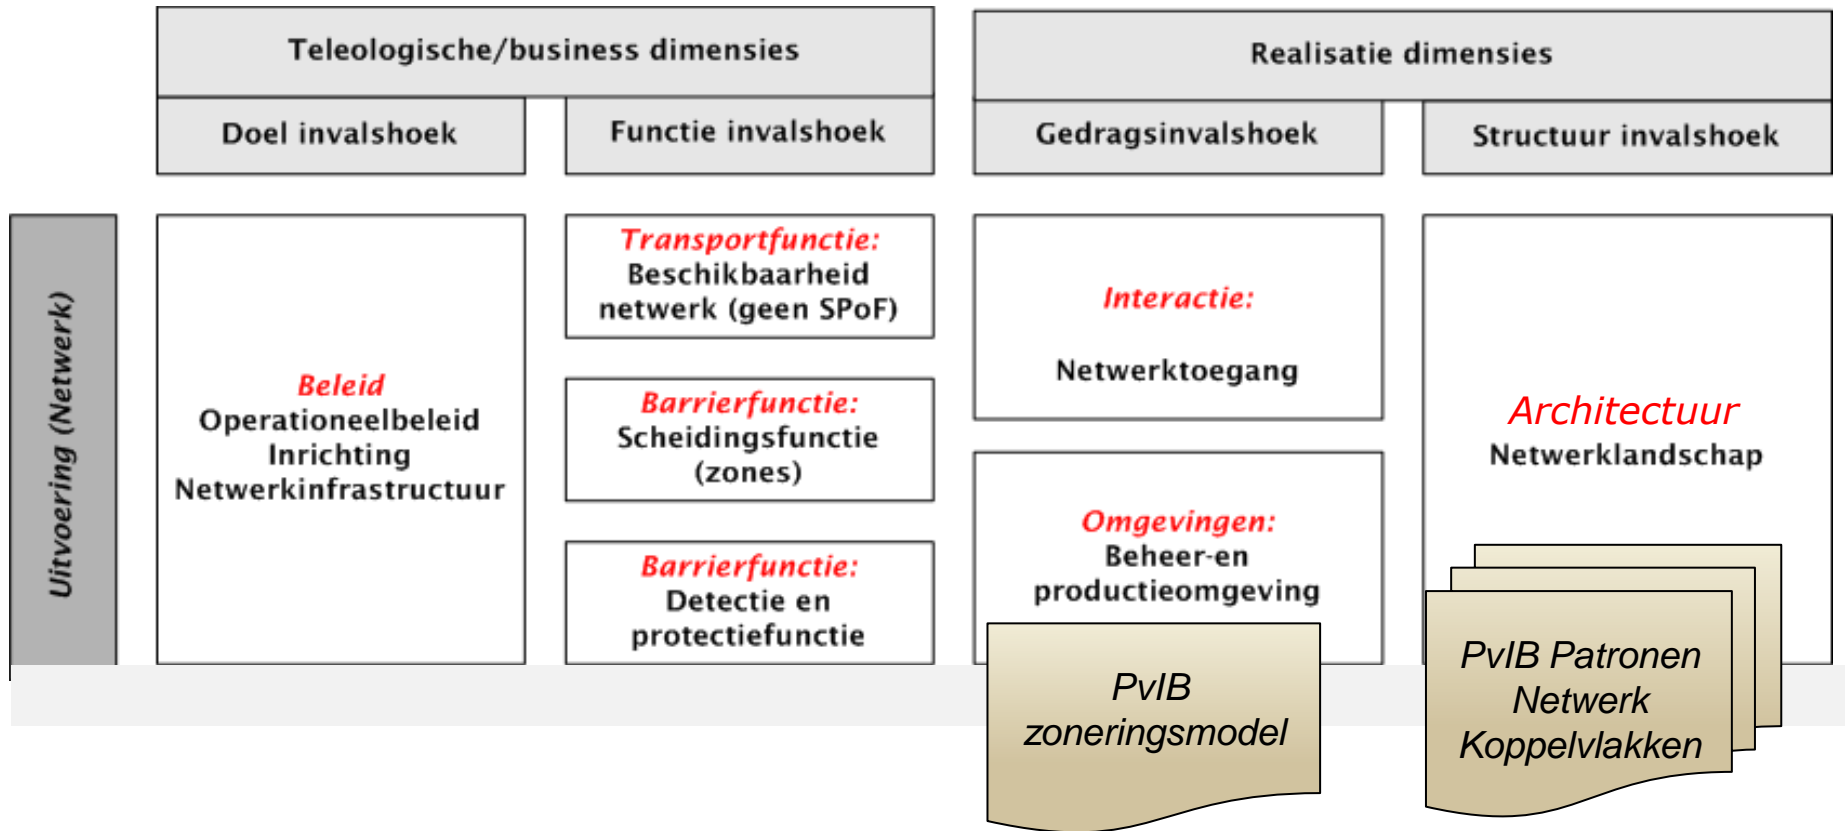 Teleologische/business dimensies
Realisatie dimensies
Doel invalshoek
Functie invalshoek
Gedragsinvalshoek
Structuur invalshoek
Uitvoering (Netwerk)
Beleid
Operationeelbeleid
Inrichting
Netwerkinfrastructuur
Transportfunctie:
Beschikbaarheid
netwerk (geen SPoF)
Barrierfunctie:
Scheidingsfunctie
(zones)
Barrierfunctie:
Detectie en
protectiefunctie
Interactie:
Netwerktoegang
Omgevingen:
Beheer-en
productieomgeving
PvIB
zoneringsmodel
Architectuur
Netwerklandschap
PvIB Patronen
Netwerk
Koppelvlakken